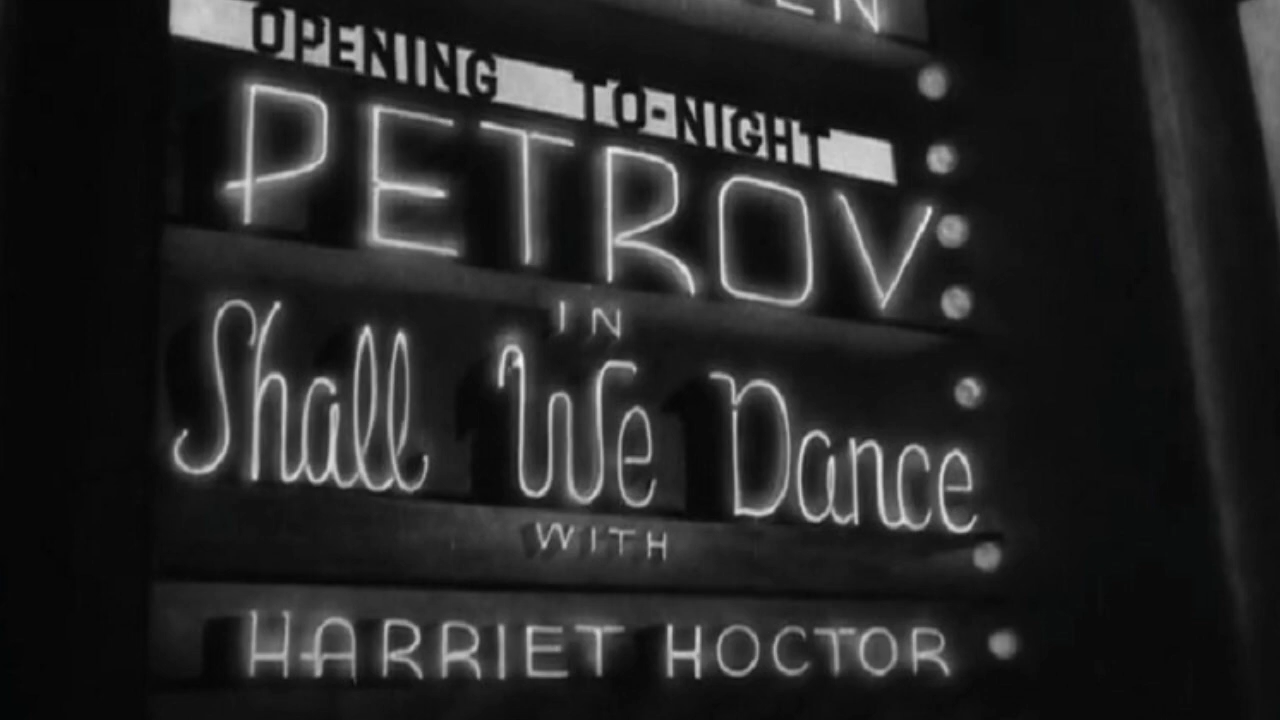 OPENING TO-NIGHT
PETROV
IN
Shall We Dance
WITH
HARRIET HOCTOR